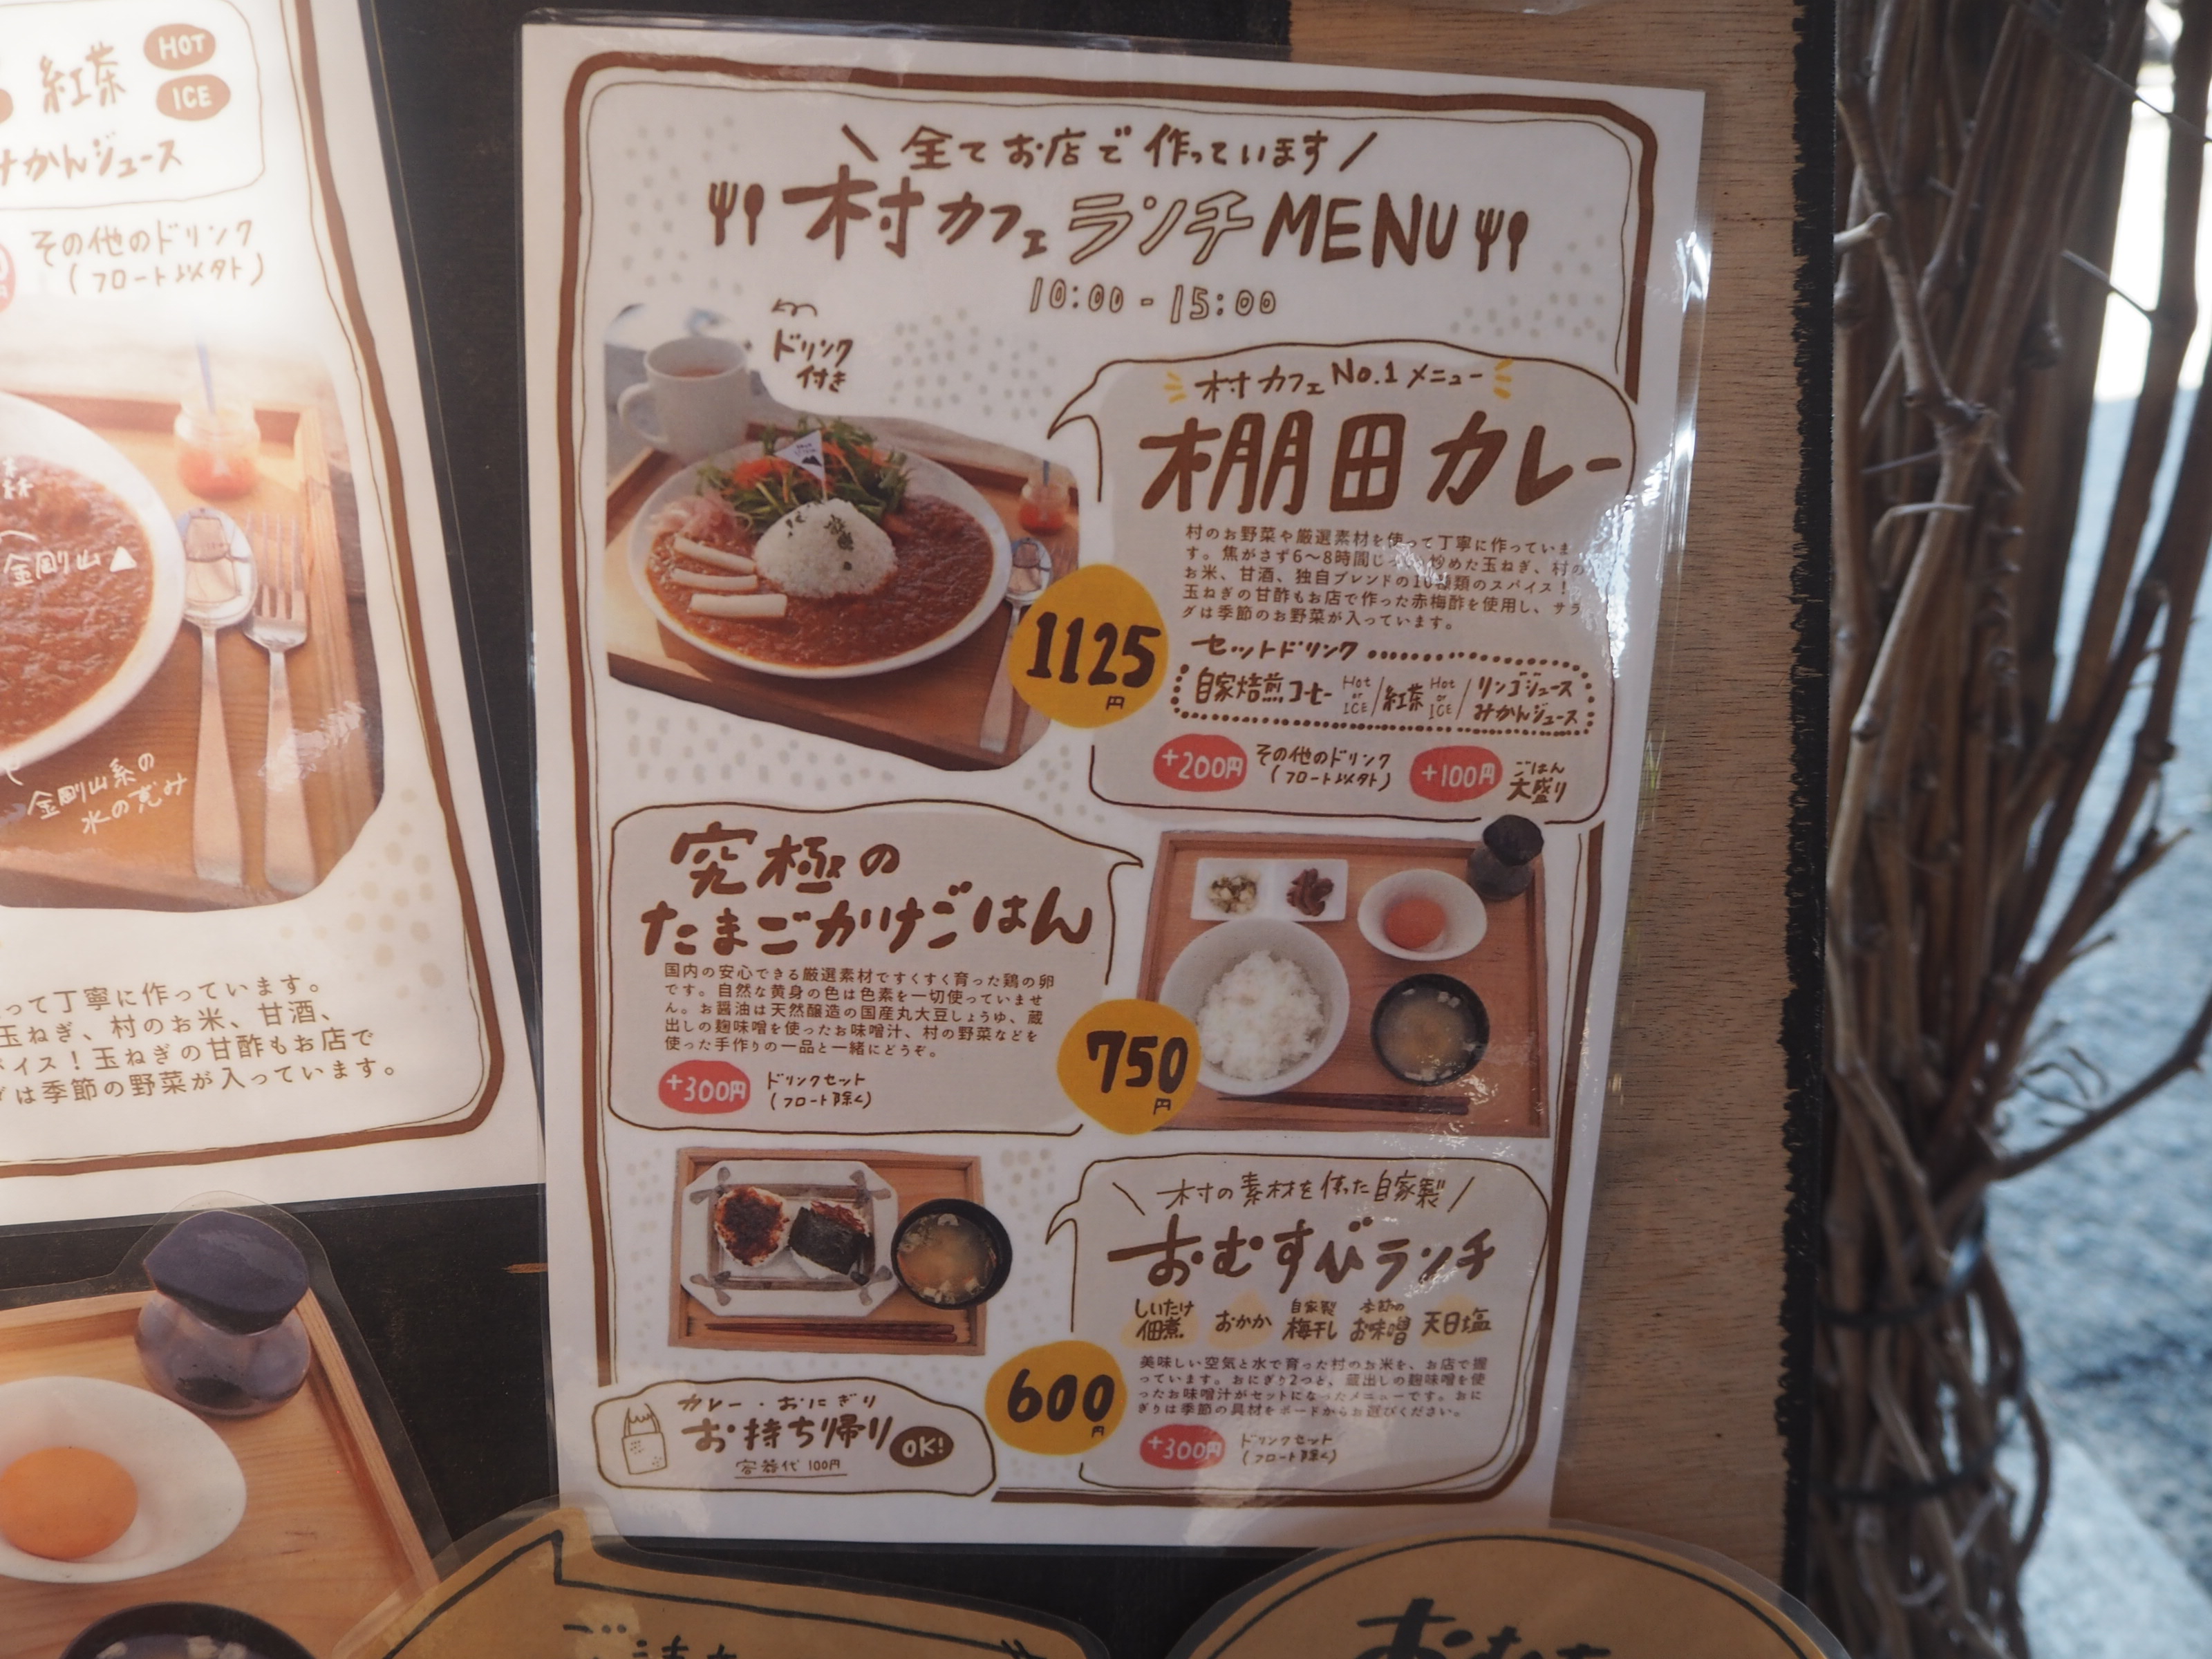 紅茶 HOT
ICE
みかんジュース
その他のドリンク
(フロート以外)
金剛山
金剛山系の
水の恵み
って丁寧に作っています。
玉ねぎ、村のお米、甘酒、
イス！玉ねぎの甘酢もお店で
は季節の野菜が入っています。
全てお店で作っています
村カフェランチMENU
10:00-15:00
ドリンク
付き
村カフェNo.1メニュー
棚田カレー
村のお野菜や厳選素材を使って丁寧に作っていま
す。焦がさず6〜8時間じ 炒めた玉ねぎ、村の
お米、甘酒、独自ブレンドの10種類のスパイス！
玉ねぎの甘酢もお店で作った赤梅酢を使用し、サラ
ダは季節のお野菜が入っています。
1125円
セットドリンク
自家焙煎コーヒー Hot or ICE / 紅茶 Hot or ICE / リンゴジュース
みかんジュース
+200円 その他のドリンク (フロート以外) +100円 ごはん大盛り
究極の
たまごかけごはん
国内の安心できる厳選素材ですくすく育った鶏の卵
です。自然な黄身の色は色素を一切使っていませ
ん。お醤油は天然醸造の国産丸大豆しょうゆ、蔵
出しの麹味噌を使ったお味噌汁、村の野菜などを
使った手作りの一品と一緒にどうぞ。
750円
+300円 ドリンクセット
(フロート除く)
村の素材を使った自家製
おむすびランチ
しいたけ佃煮 おかか 自家製梅干し 季節のお味噌 天日塩
美味しい空気と水で育った村のお米を、お店で握
っています。おにぎり2つと、蔵出しの麹味噌を使
ったお味噌汁がセットになったメニューです。おに
ぎりは季節の具材をボードからお選びください。
600円
+300円 ドリンクセット
(フロート除く)
カレー・おにぎり
お持ち帰りOK!
容器代 100円